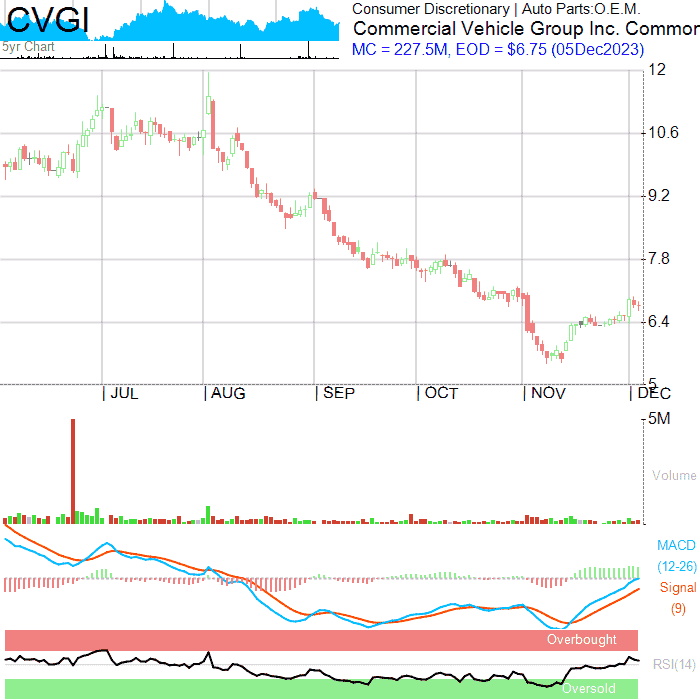 CVGI
5yr Chart
Consumer Discretionary | Auto Parts:O.E.M.
Commercial Vehicle Group Inc. Common
MC = 227.5M, EOD = $6.75 (05Dec2023)
12
10.6
9.2
7.8
6.4
5
| JUL | AUG | SEP | OCT | NOV | DEC
5M
Volume
MACD
(12-26)
Signal
(9)
Overbought
RSI(14)
Oversold